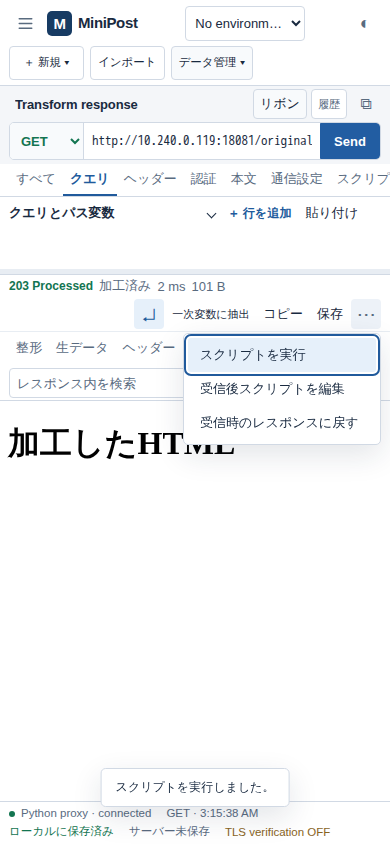 M MiniPost No environm…
＋ 新規 ▾ インポート データ管理 ▾
Transform response リボン 履歴
GET http://10.240.0.119:18081/original Send
すべて クエリ ヘッダー 認証 本文 通信設定 スクリプ
クエリとパス変数 + 行を追加 貼り付け
203 Processed 加工済み 2 ms 101 B
一次変数に抽出 コピー 保存 ···
整形 生データ ヘッダー
スクリプトを実行
レスポンス内を検索
受信後スクリプトを編集
受信時のレスポンスに戻す
加工したHTML
スクリプトを実行しました。
Python proxy · connected GET · 3:15:38 AM
ローカルに保存済み サーバー未保存 TLS verification OFF